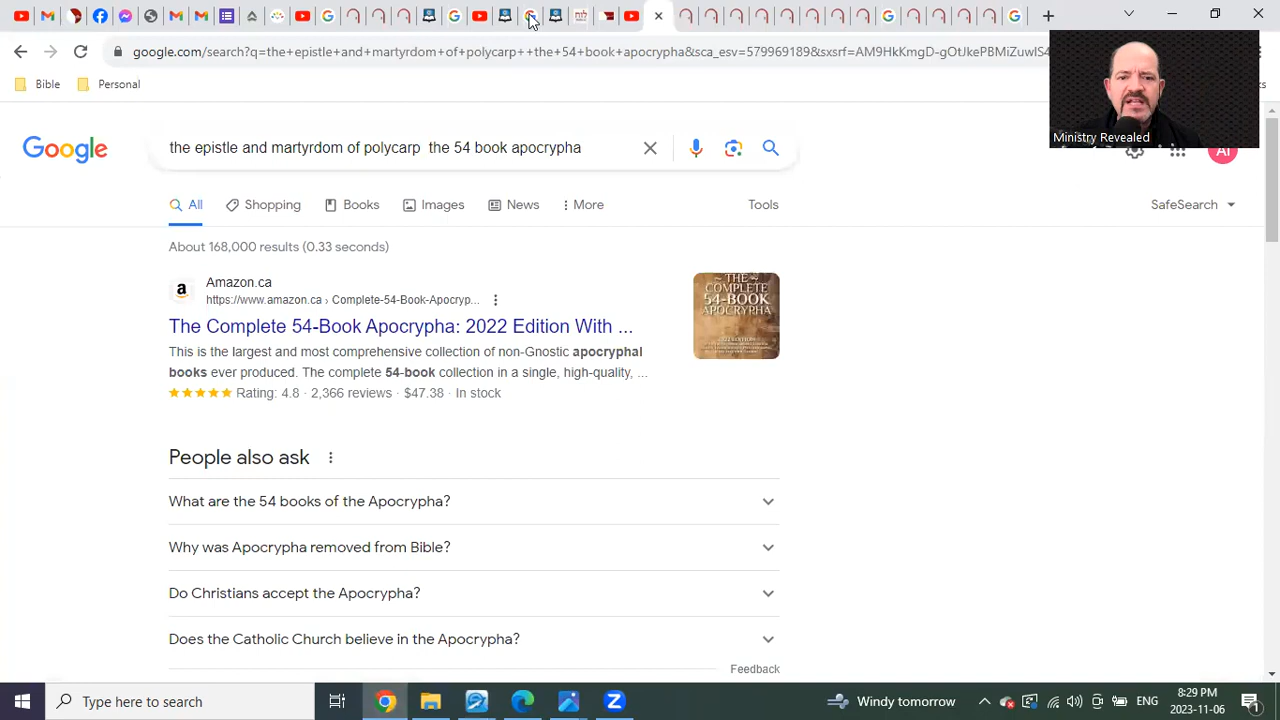 google.com/search?q=the+epistle+and+martyrdom+of+polycarp++the+54+book+apocrypha&sca_esv=579969189&sxsrf=AM9HkKmgD-gOtJkePBMiZuwIS4
Bible
Personal
Ministry Revealed
Google
the epistle and martyrdom of polycarp the 54 book apocrypha
AI
All
Shopping
Books
Images
News
More
Tools
SafeSearch
About 168,000 results (0.33 seconds)
a
Amazon.ca
https://www.amazon.ca › Complete-54-Book-Apocryp...
The Complete 54-Book Apocrypha: 2022 Edition With ...
This is the largest and most comprehensive collection of non-Gnostic apocryphal
books ever produced. The complete 54-book collection in a single, high-quality, ...
Rating: 4.8 · 2,366 reviews · $47.38 · In stock
~ THE ~
COMPLETE
54-BOOK
APOCRYPHA
People also ask
What are the 54 books of the Apocrypha?
Why was Apocrypha removed from Bible?
Do Christians accept the Apocrypha?
Does the Catholic Church believe in the Apocrypha?
Feedback
Type here to search
Windy tomorrow
ENG
8:29 PM
2023-11-06
1